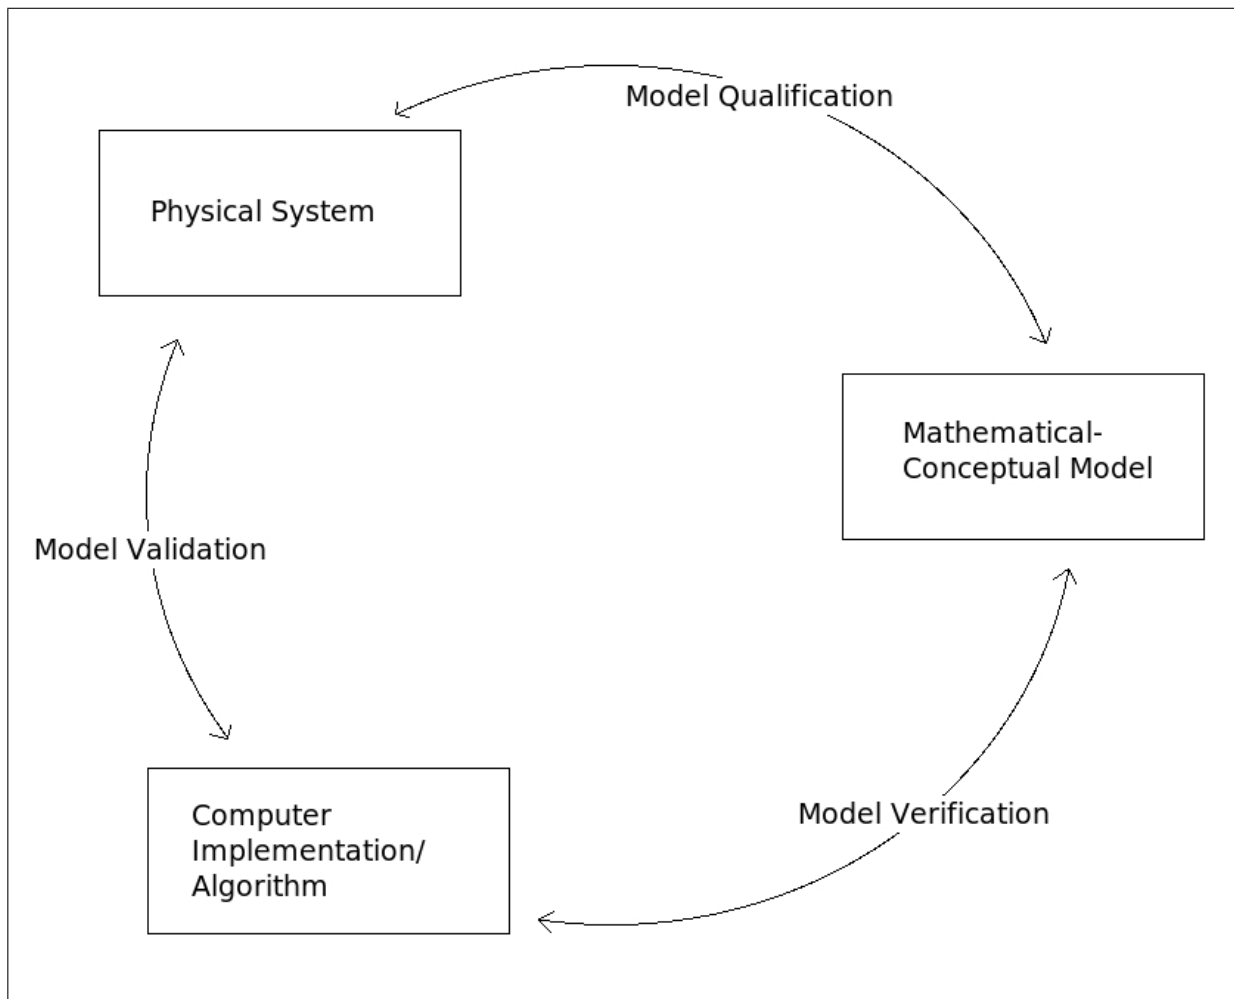 Model Qualification
Physical System
Mathematical-
Conceptual Model
Model Validation
Model Verification
Computer
Implementation/
Algorithm